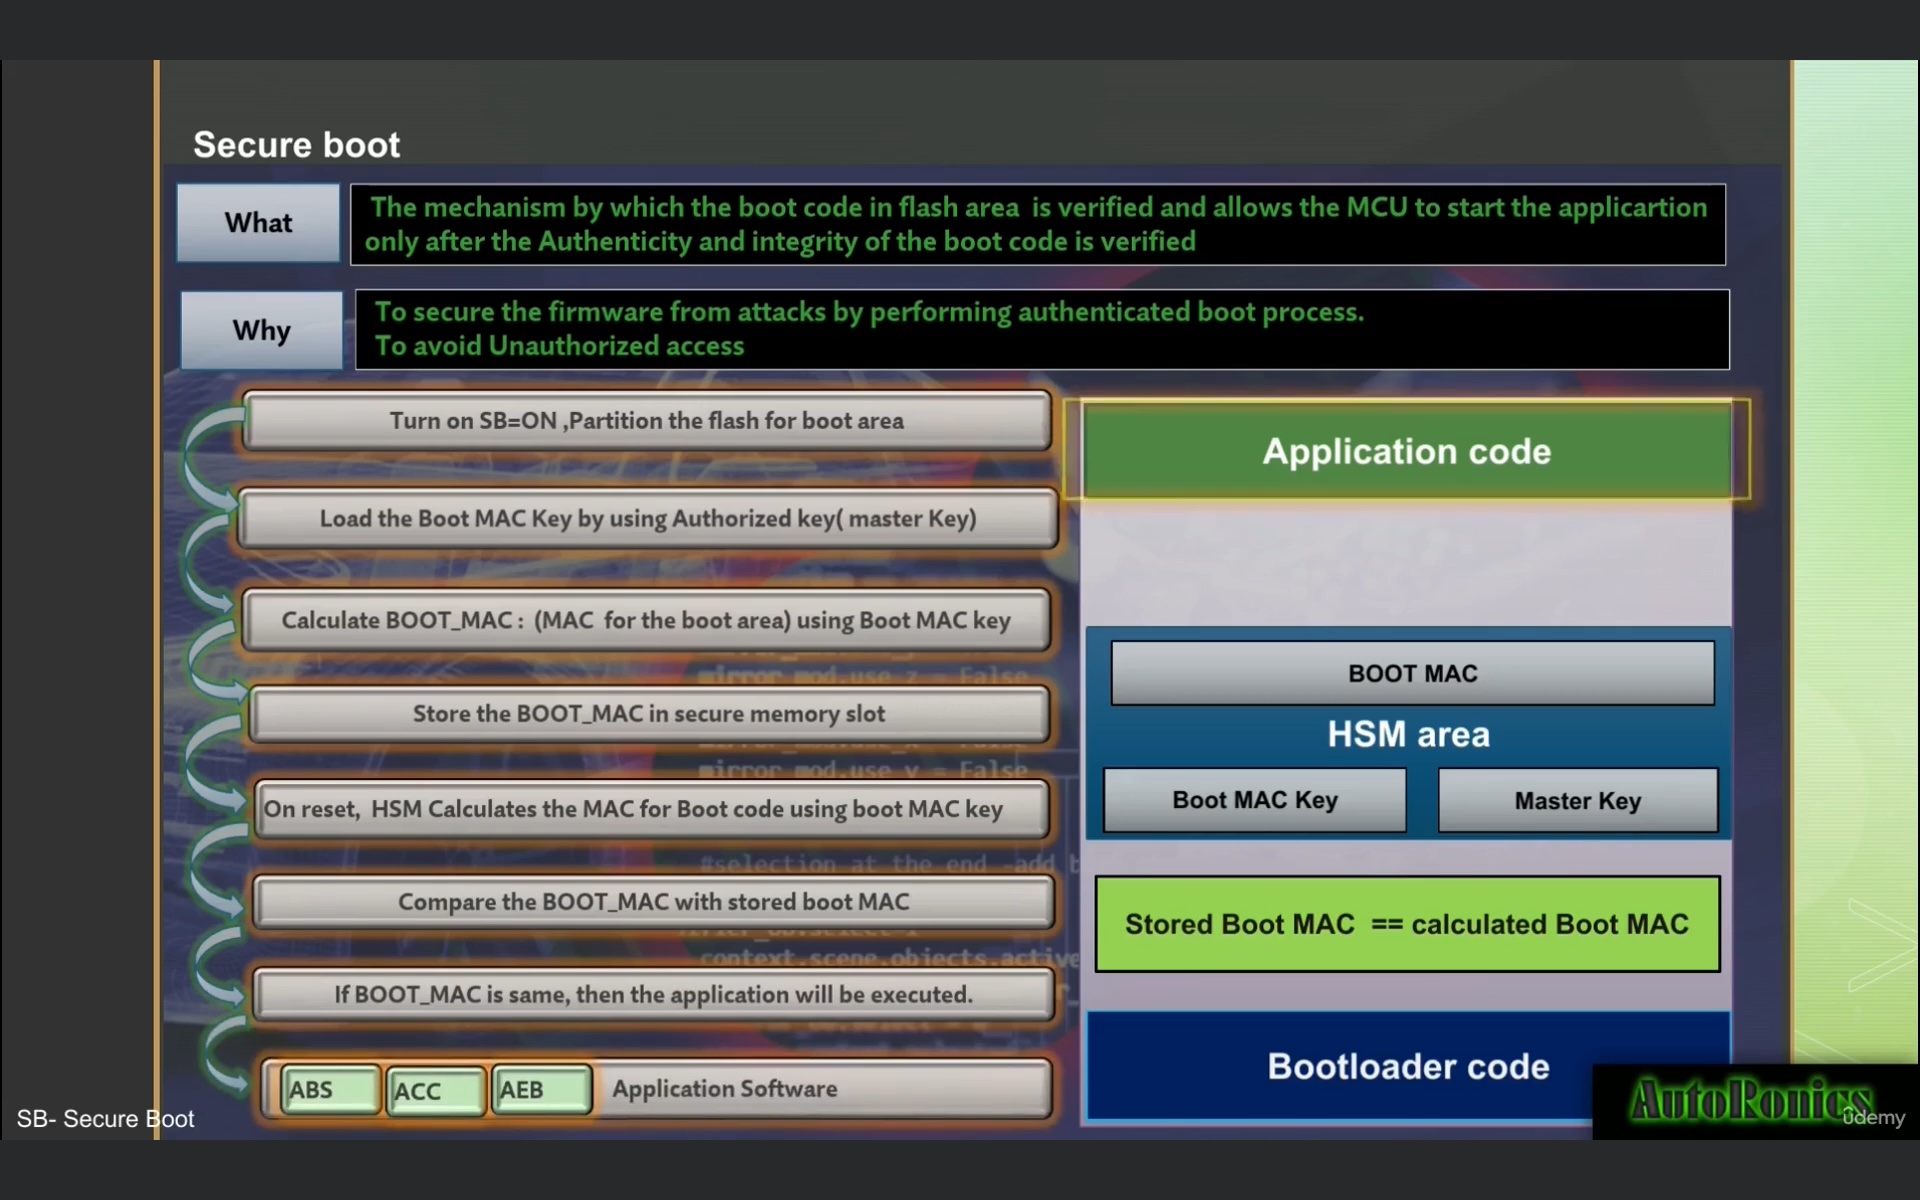 Secure boot
What
The mechanism by which the boot code in flash area is verified and allows the MCU to start the applicartion
only after the Authenticity and integrity of the boot code is verified
Why
To secure the firmware from attacks by performing authenticated boot process.
To avoid Unauthorized access
Turn on SB=ON ,Partition the flash for boot area
Load the Boot MAC Key by using Authorized key( master Key)
Calculate BOOT_MAC : (MAC for the boot area) using Boot MAC key
Store the BOOT_MAC in secure memory slot
On reset, HSM Calculates the MAC for Boot code using boot MAC key
Compare the BOOT_MAC with stored boot MAC
If BOOT_MAC is same, then the application will be executed.
ABS ACC AEB Application Software
Application code
BOOT MAC
HSM area
Boot MAC Key
Master Key
Stored Boot MAC == calculated Boot MAC
Bootloader code
mirror_mod.use_z = False
mirror_mod.use_y = False
#selection at the end -add b
context.scene.objects.active
SB- Secure Boot
AutoRonics
ûdemy